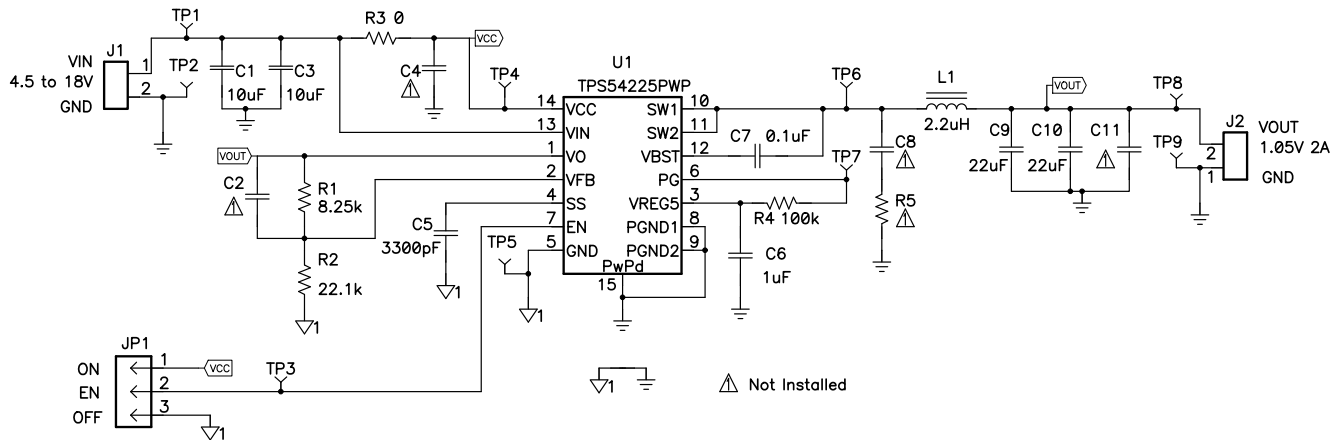 TP1
R3 0
VCC
J1
VIN
1
4.5 to 18V
2
GND
TP2
C1
10uF
C3
10uF
C4
TP4
U1
TPS54225PWP
14 VCC
13 VIN
1 VO
2 VFB
4 SS
7 EN
5 GND
SW1 10
SW2 11
VBST 12
PG 6
VREG5 3
PGND1 8
PGND2 9
PwPd
15
VOUT
C2
R1
8.25k
R2
22.1k
1
C5
3300pF
1
TP5
1
C7 0.1uF
TP6
TP7
R4 100k
C6
1uF
C8
R5
L1
2.2uH
VOUT
C9
22uF
C10
22uF
C11
TP8
TP9
J2
2
1
VOUT
1.05V 2A
GND
JP1
ON 1 VCC
EN 2
OFF 3
1
TP3
1
Not Installed